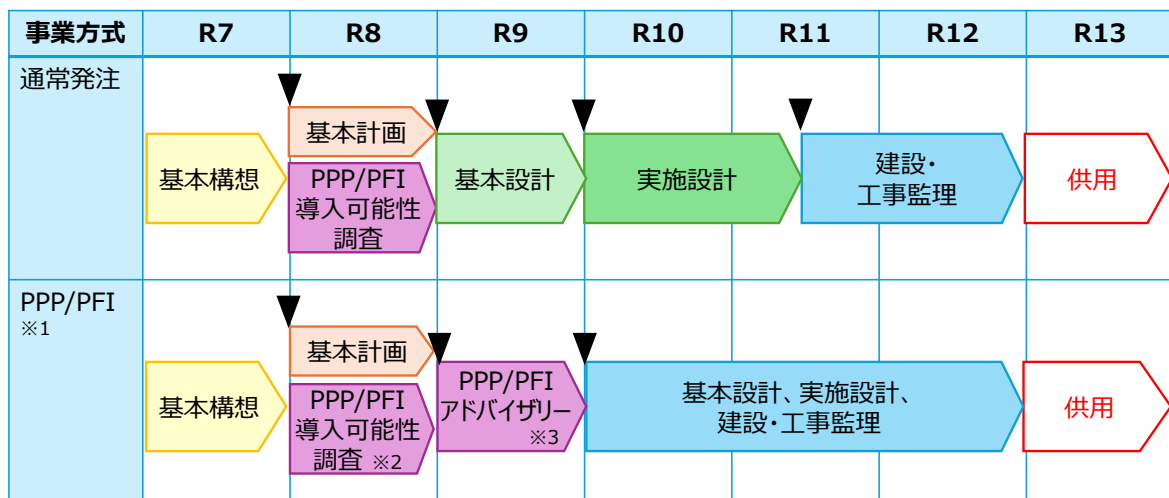 事業方式 R7 R8 R9 R10 R11 R12 R13
通常発注
基本構想
基本計画
PPP/PFI
導入可能性
調査
基本設計
実施設計
建設・
工事監理
供用
PPP/PFI
※1
基本構想
基本計画
PPP/PFI
導入可能性
調査 ※2
PPP/PFI
アドバイザリー
※3
基本設計、実施設計、
建設・工事監理
供用